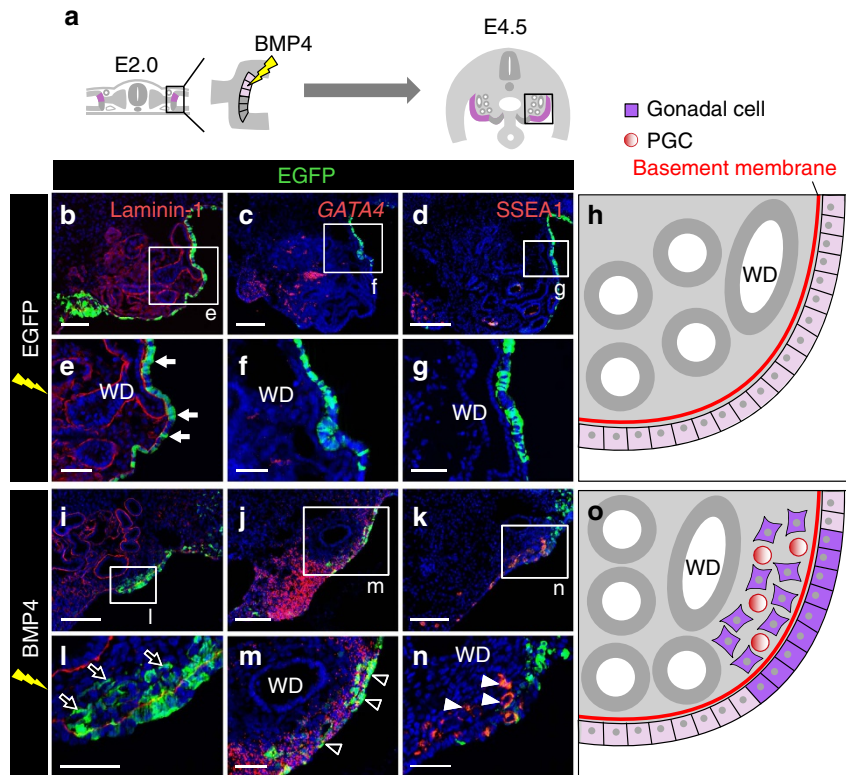 a
E2.0
BMP4
E4.5
Gonadal cell
PGC
Basement membrane
EGFP
EGFP
b
Laminin-1
e
c
GATA4
f
d
SSEA1
g
h
WD
e
WD
f
WD
g
WD
BMP4
i
l
j
m
k
n
o
WD
l
m
WD
n
WD